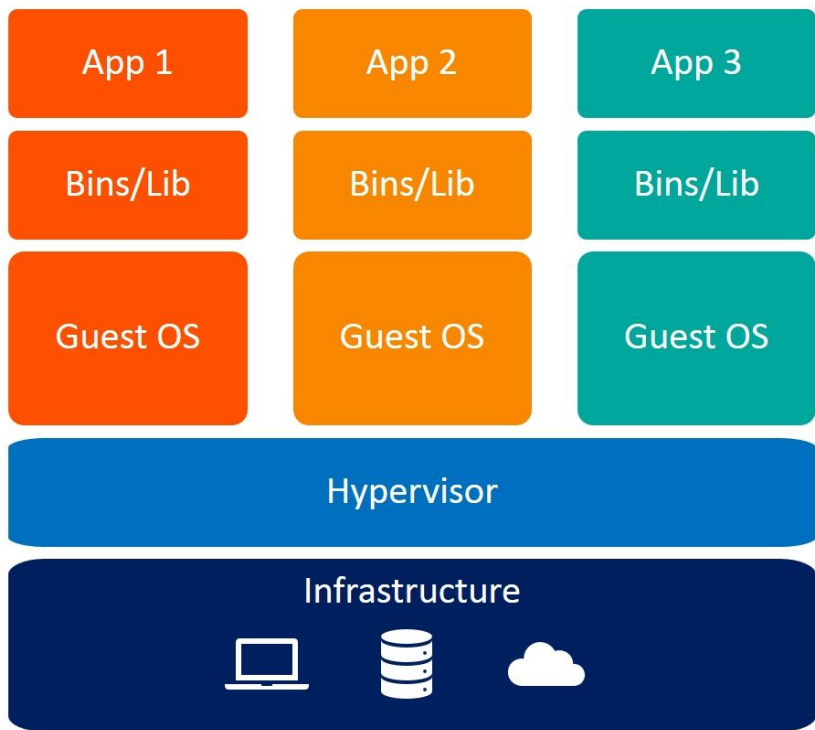 App 1
App 2
App 3
Bins/Lib
Bins/Lib
Bins/Lib
Guest OS
Guest OS
Guest OS
Hypervisor
Infrastructure